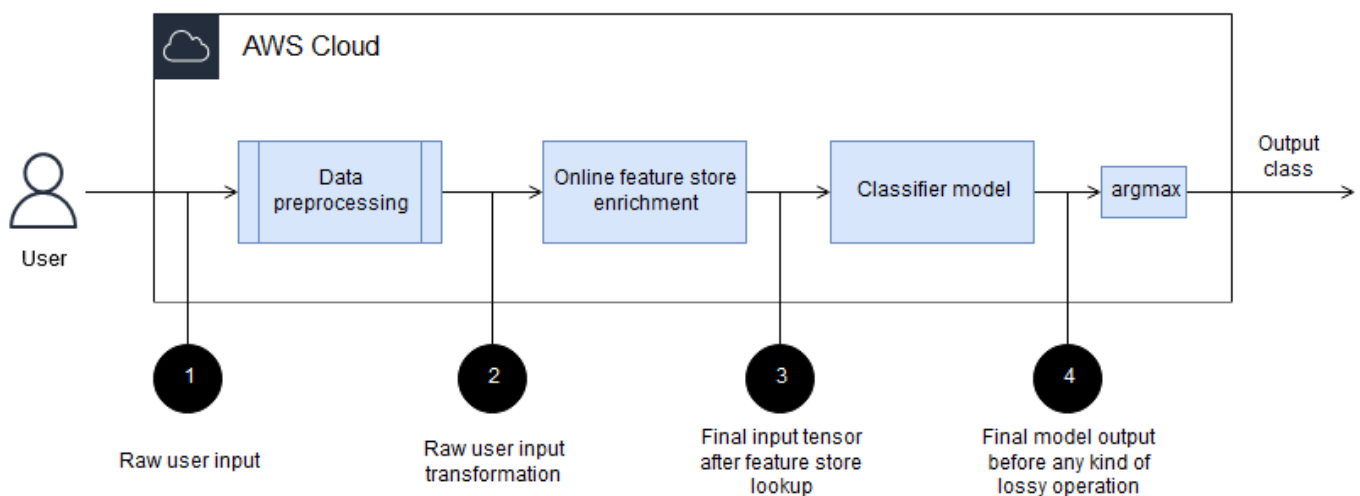 AWS Cloud
User
Data
preprocessing
Online feature store
enrichment
Classifier model
argmax
Output
class
1
2
3
4
Raw user input
Raw user input
transformation
Final input tensor
after feature store
lookup
Final model output
before any kind of
lossy operation